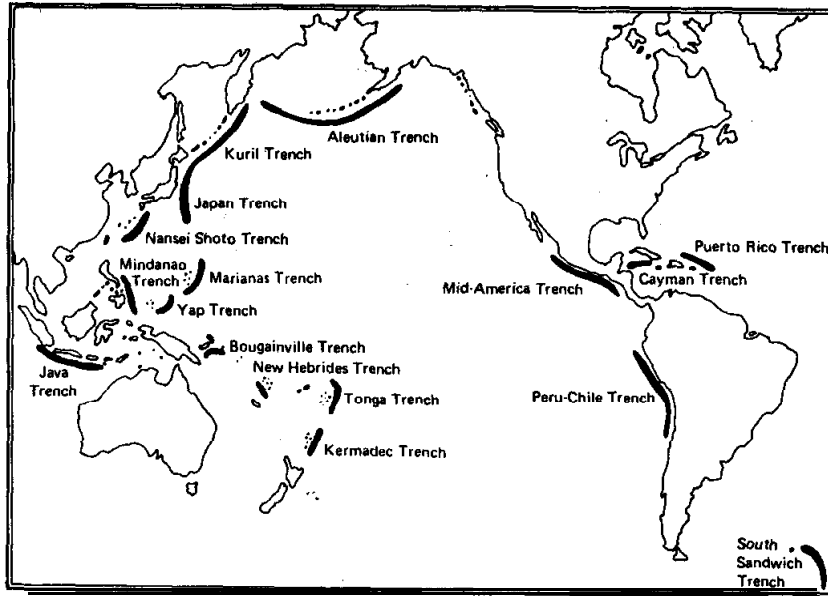 Aleutian Trench
Kuril Trench
Japan Trench
Nansei Shoto Trench
Mindanao
Trench
Marianas Trench
Yap Trench
Bougainville Trench
New Hebrides Trench
Java
Trench
Tonga Trench
Kermadec Trench
Puerto Rico Trench
Cayman Trench
Mid-America Trench
Peru-Chile Trench
South
Sandwich
Trench